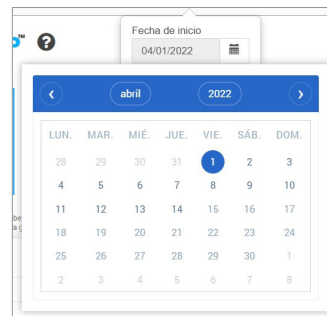 Fecha de inicio
04/01/2022
abril 2022
LUN. MAR. MIÉ. JUE. VIE. SÁB. DOM.
28 29 30 31 1 2 3
4 5 6 7 8 9 10
11 12 13 14 15 16 17
18 19 20 21 22 23 24
25 26 27 28 29 30 1
2 3 4 5 6 7 8